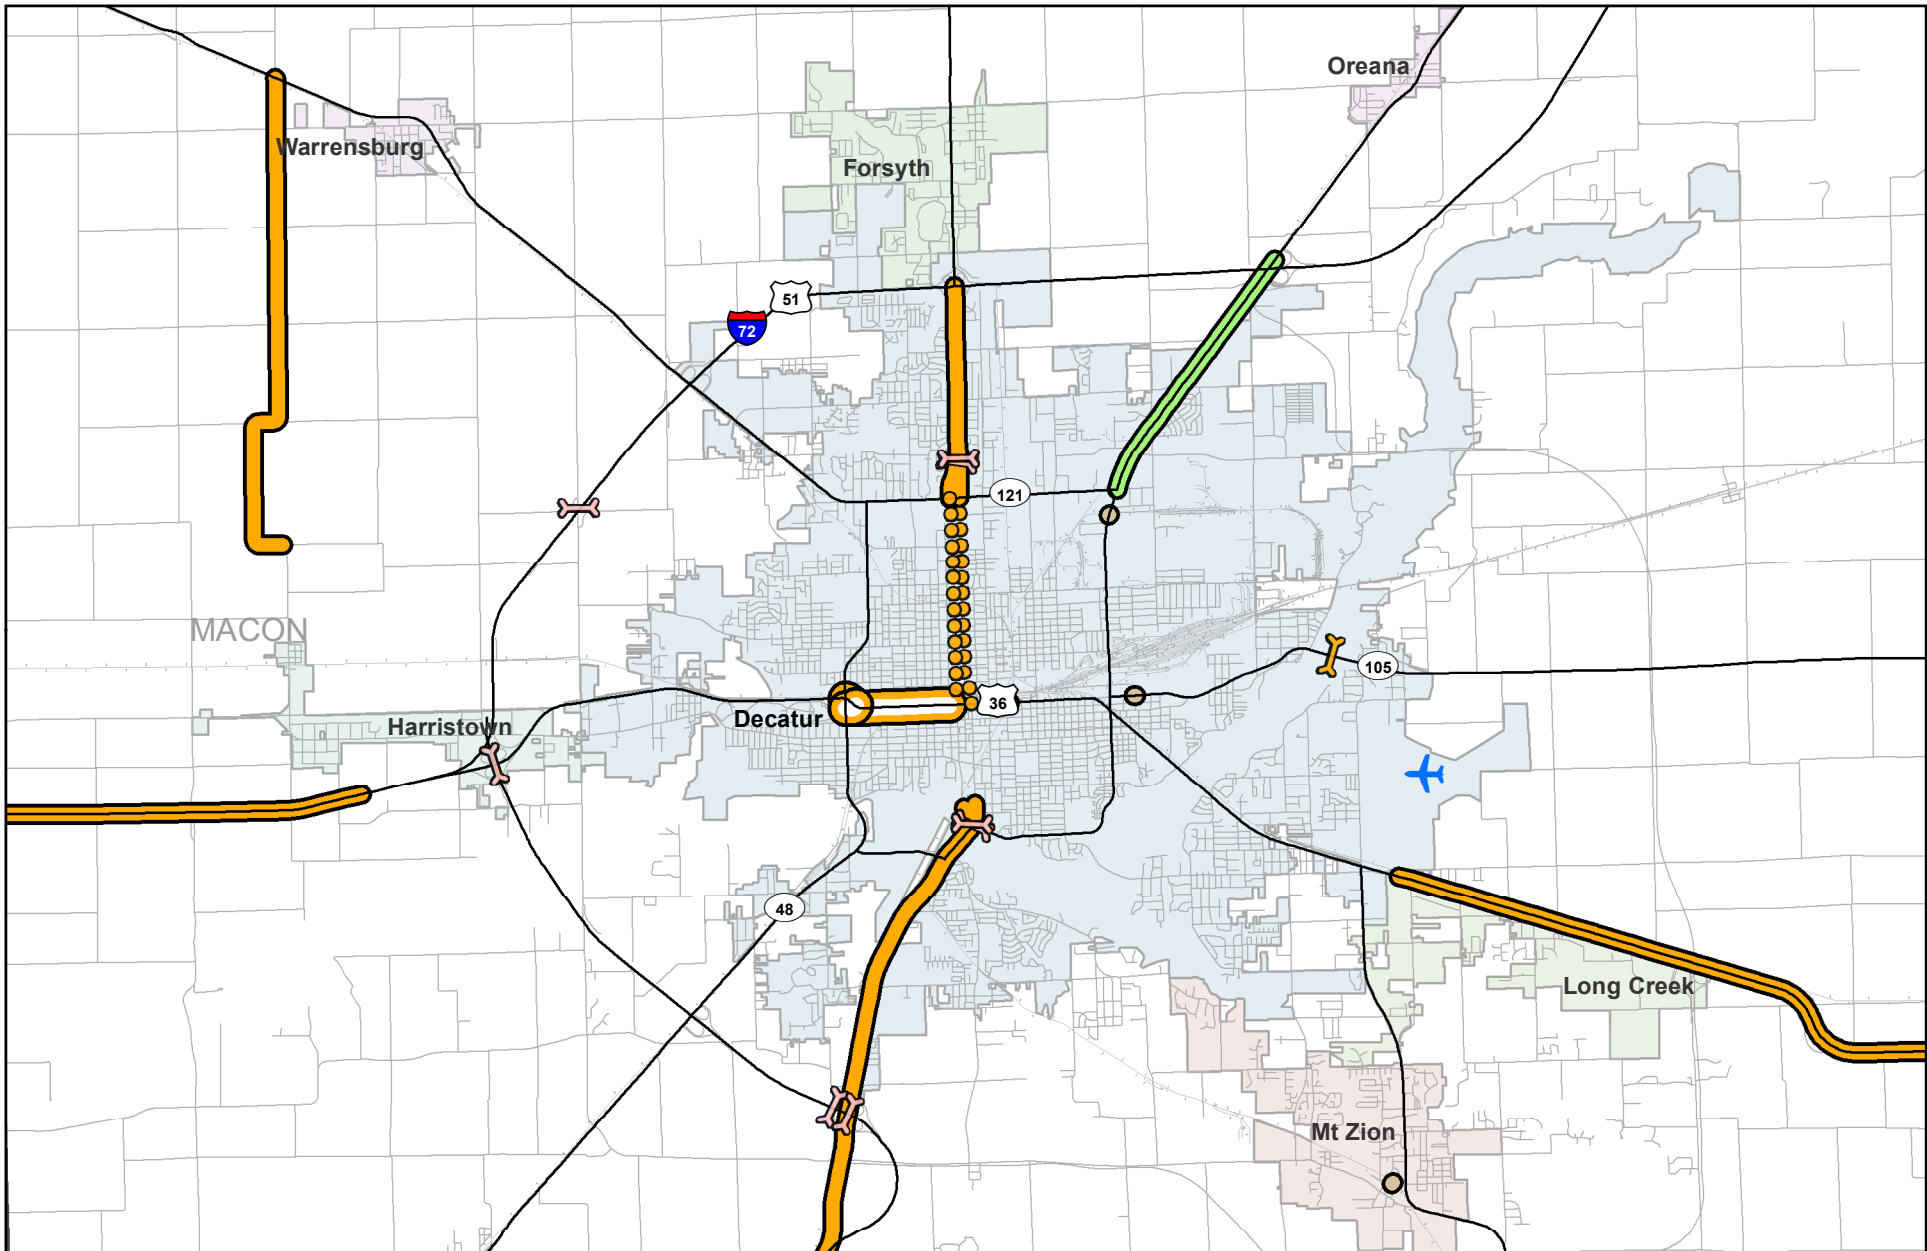 Oreana
Warrensburg
Forsyth
51
72
121
MACON
105
36
Decatur
Harristown
48
Long Creek
Mt Zion